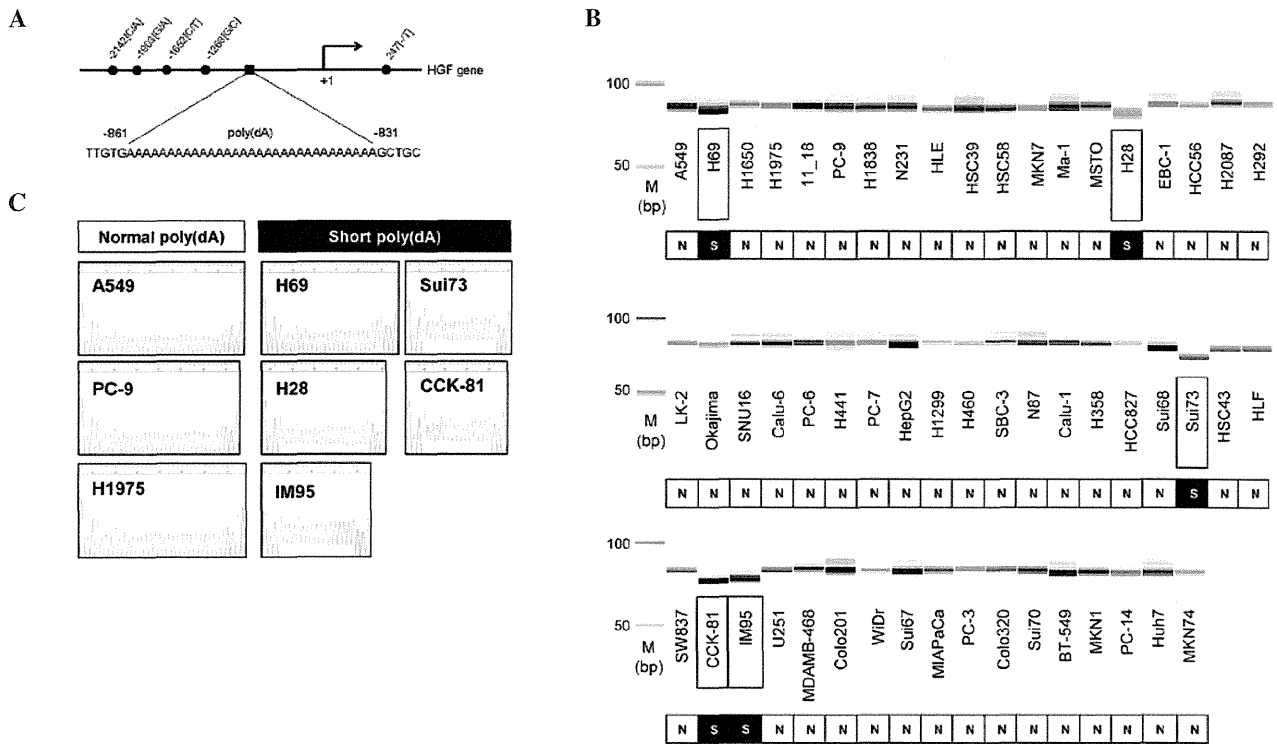 A
-2142[C/A]
-1903[G/A]
-1652[C/T]
-1268[G/C]
247[-/T]
+1
HGF gene
-861
poly(dA)
-831
TTGTGAAAAAAAAAAAAAAAAAAAAAAAAAAAAAAAGCTGC
B
100
50
M
(bp)
A549
H69
H1650
H1975
11_18
PC-9
H1838
N231
HLE
HSC39
HSC58
MKN7
Ma-1
MSTO
H28
EBC-1
HCC56
H2087
H292
N S N N N N N N N N N N N N S N N N N
100
50
M
(bp)
LK-2
Okajima
SNU16
Calu-6
PC-6
H441
PC-7
HepG2
H1299
H460
SBC-3
N87
Calu-1
H358
HCC827
Sui68
Sui73
HSC43
HLF
N N N N N N N N N N N N N N N N S N N
100
50
M
(bp)
SW837
CCK-81
IM95
U251
MDAMB-468
Colo201
WiDr
Sui67
MIAPaCa
PC-3
Colo320
Sui70
BT-549
MKN1
PC-14
Huh7
MKN74
N S S N N N N N N N N N N N N N N
C
Normal poly(dA)
Short poly(dA)
A549
H69
Sui73
PC-9
H28
CCK-81
H1975
IM95